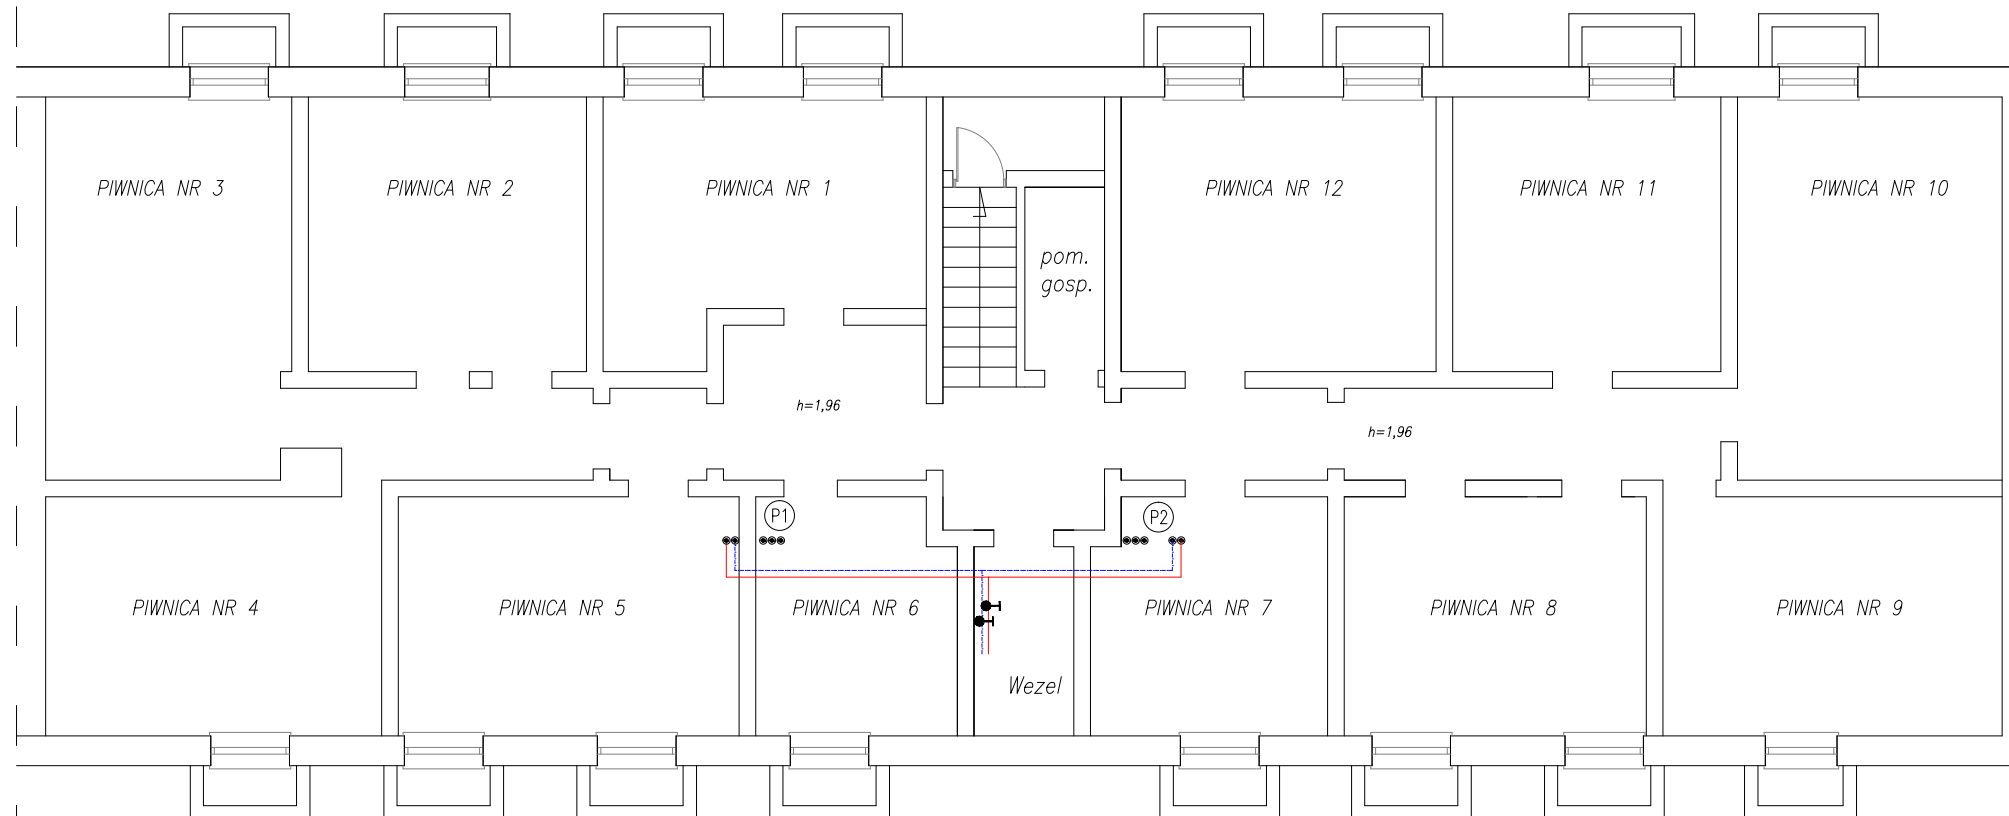 PIWNICA NR 3
PIWNICA NR 2
PIWNICA NR 1
PIWNICA NR 12
PIWNICA NR 11
PIWNICA NR 10
pom.
gosp.
h=1,96
h=1,96
P1
P2
PIWNICA NR 4
PIWNICA NR 5
PIWNICA NR 6
PIWNICA NR 7
PIWNICA NR 8
PIWNICA NR 9
Wezel